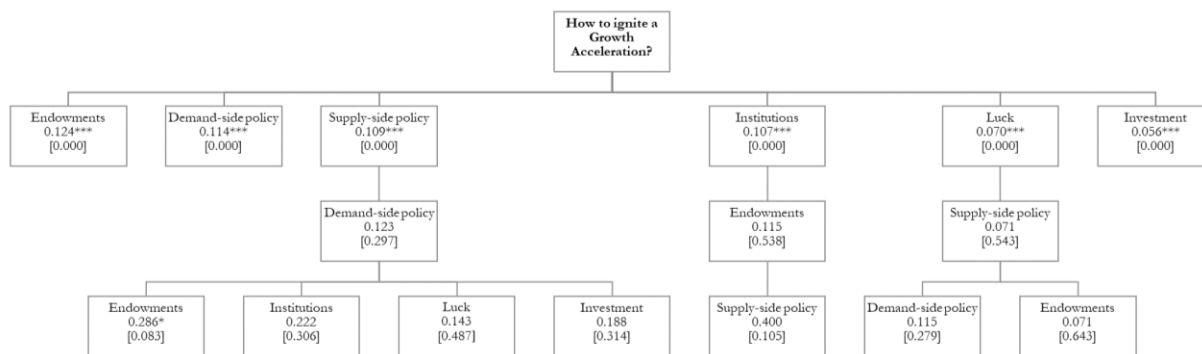 How to ignite a
Growth
Acceleration?
Endowments
0.124***
[0.000]
Demand-side policy
0.114***
[0.000]
Supply-side policy
0.109***
[0.000]
Institutions
0.107***
[0.000]
Luck
0.070***
[0.000]
Investment
0.056***
[0.000]
Demand-side policy
0.123
[0.297]
Endowments
0.115
[0.538]
Supply-side policy
0.071
[0.543]
Endowments
0.286*
[0.083]
Institutions
0.222
[0.306]
Luck
0.143
[0.487]
Investment
0.188
[0.314]
Supply-side policy
0.400
[0.105]
Demand-side policy
0.115
[0.279]
Endowments
0.071
[0.643]